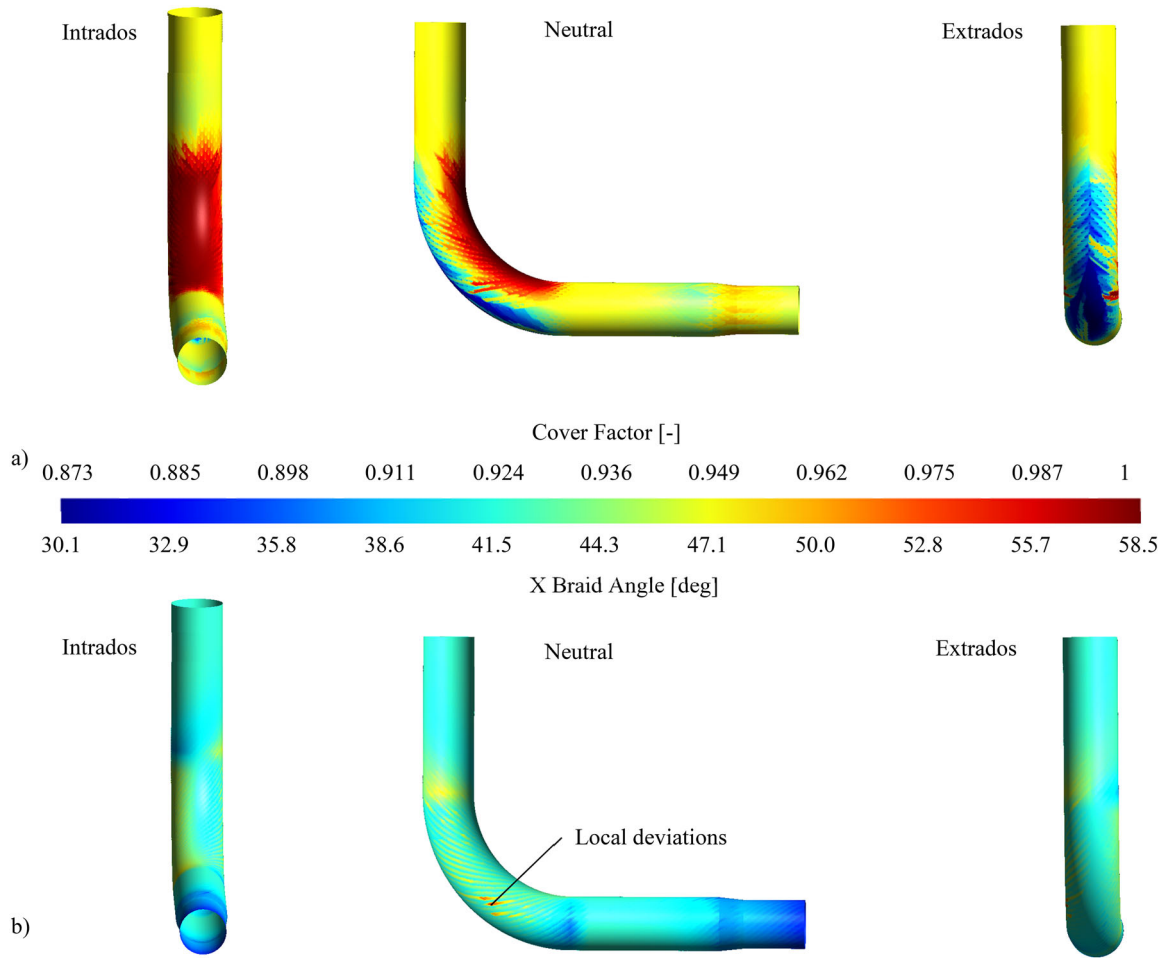 Intrados
Neutral
Extrados
Cover Factor [-]
a)
0.873 0.885 0.898 0.911 0.924 0.936 0.949 0.962 0.975 0.987 1
30.1 32.9 35.8 38.6 41.5 44.3 47.1 50.0 52.8 55.7 58.5
X Braid Angle [deg]
Intrados
Neutral
Extrados
Local deviations
b)